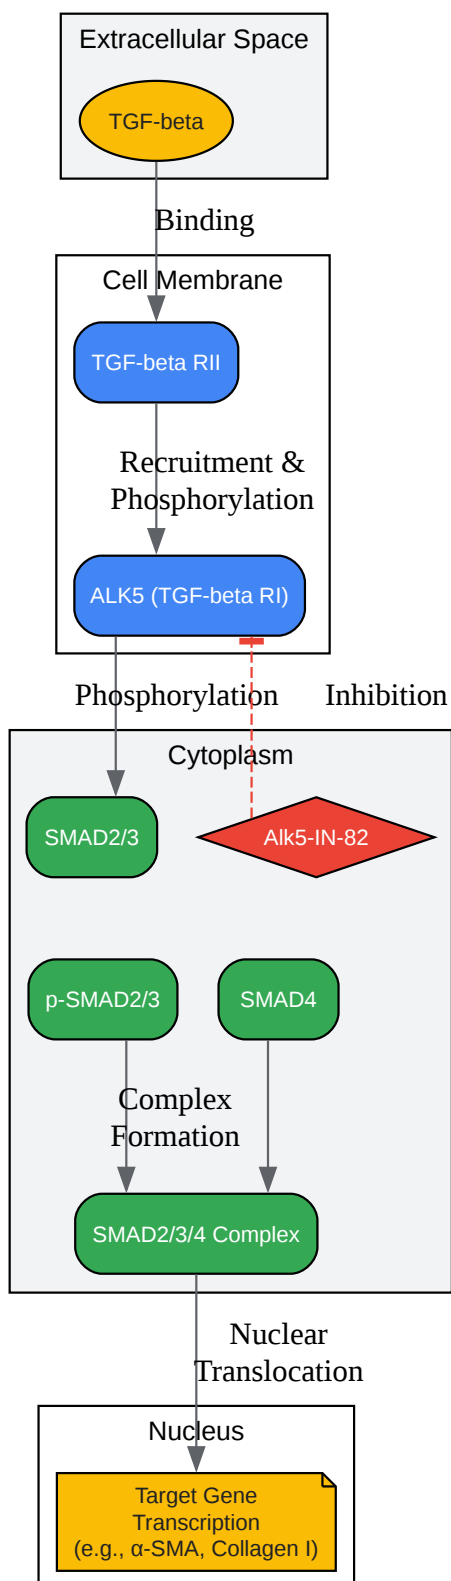 Extracellular Space
TGF-beta
Binding
Cell Membrane
TGF-beta RII
Recruitment &
Phosphorylation
ALK5 (TGF-beta RI)
Phosphorylation
Inhibition
Cytoplasm
SMAD2/3
Alk5-IN-82
p-SMAD2/3
SMAD4
Complex
Formation
SMAD2/3/4 Complex
Nuclear
Translocation
Nucleus
Target Gene
Transcription
(e.g., α-SMA, Collagen I)